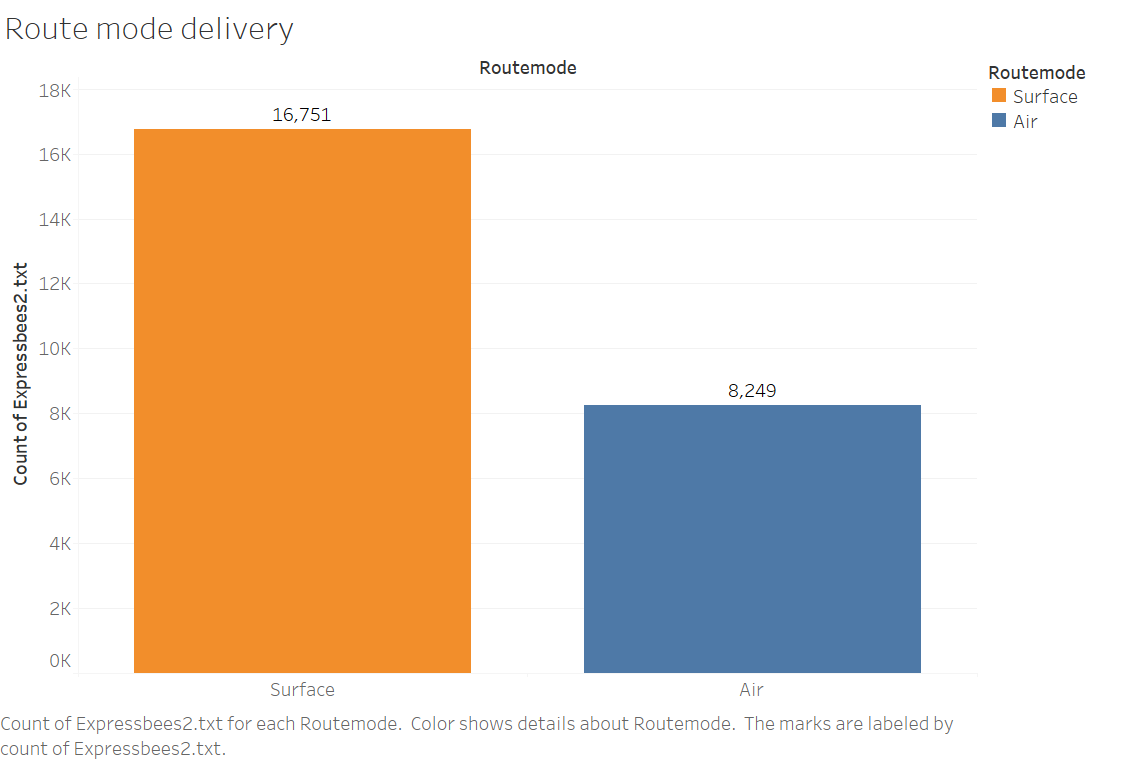 Route mode delivery
Routemode
Routemode
Surface
Air
18K
16K
14K
12K
10K
8K
6K
4K
2K
0K
Count of Expressbees2.txt
16,751
8,249
Surface
Air
Count of Expressbees2.txt for each Routemode.  Color shows details about Routemode.  The marks are labeled by
count of Expressbees2.txt.